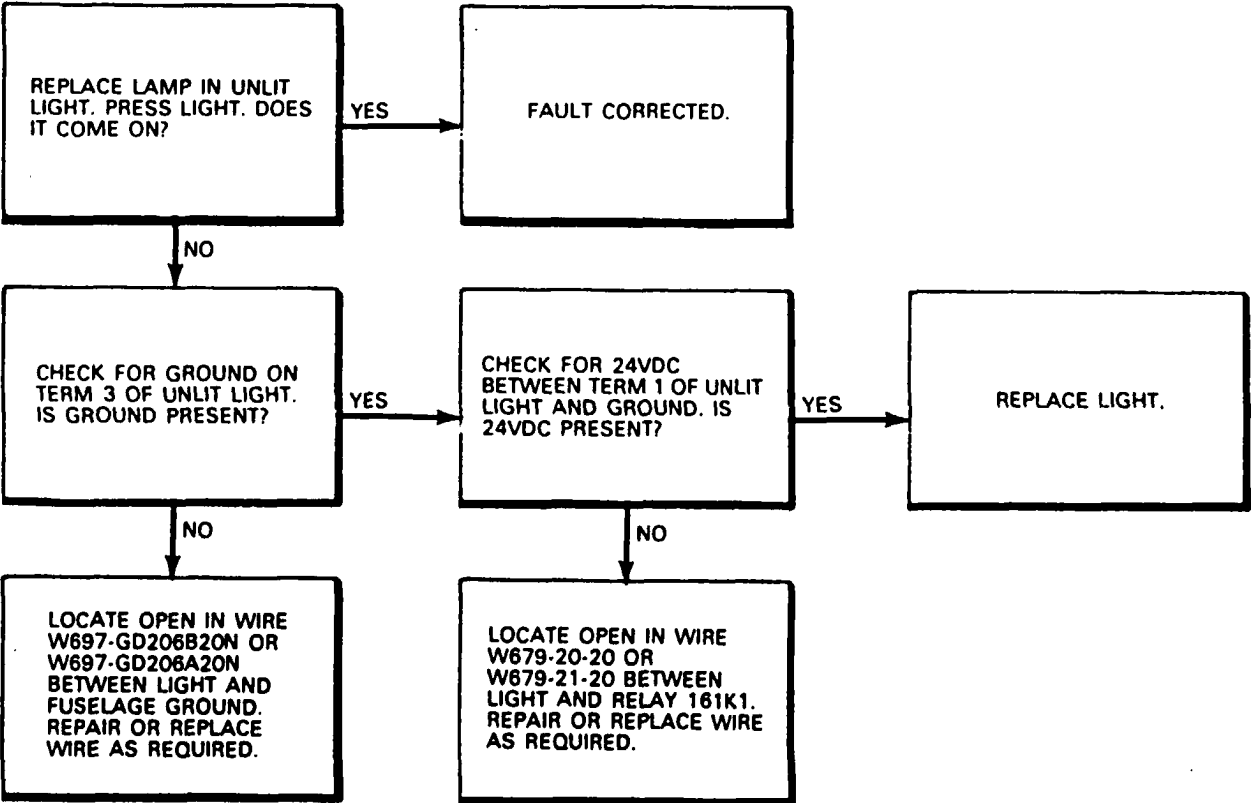 REPLACE LAMP IN UNLIT
LIGHT. PRESS LIGHT. DOES
IT COME ON?
YES
FAULT CORRECTED.
NO
CHECK FOR GROUND ON
TERM 3 OF UNLIT LIGHT.
IS GROUND PRESENT?
YES
CHECK FOR 24VDC
BETWEEN TERM 1 OF UNLIT
LIGHT AND GROUND. IS
24VDC PRESENT?
YES
REPLACE LIGHT.
NO
NO
LOCATE OPEN IN WIRE
W697-GD206B20N OR
W697-GD206A20N
BETWEEN LIGHT AND
FUSELAGE GROUND.
REPAIR OR REPLACE
WIRE AS REQUIRED.
LOCATE OPEN IN WIRE
W679-20-20 OR
W679-21-20 BETWEEN
LIGHT AND RELAY 161K1.
REPAIR OR REPLACE WIRE
AS REQUIRED.